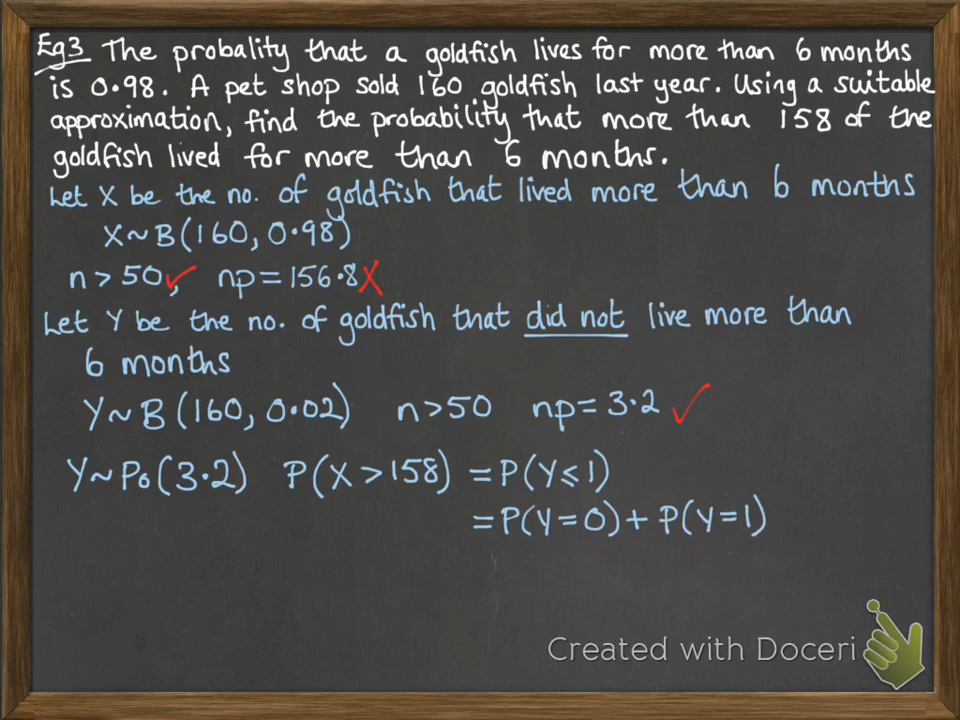 Eg3 The probality that a goldfish lives for more than 6 months
is 0·98. A pet shop sold 160 goldfish last year. Using a suitable
approximation, find the probability that more than 158 of the
goldfish lived for more than 6 months.
Let X be the no. of goldfish that lived more than 6 months
X~B(160, 0·98)
n > 50 ✓, np = 156·8 X
Let Y be the no. of goldfish that did not live more than
6 months
Y~B(160, 0·02) n>50 np= 3·2 ✓
Y~Po(3·2) P(X >158) = P(Y≤1)
= P(Y=0) + P(Y=1)
Created with Doceri